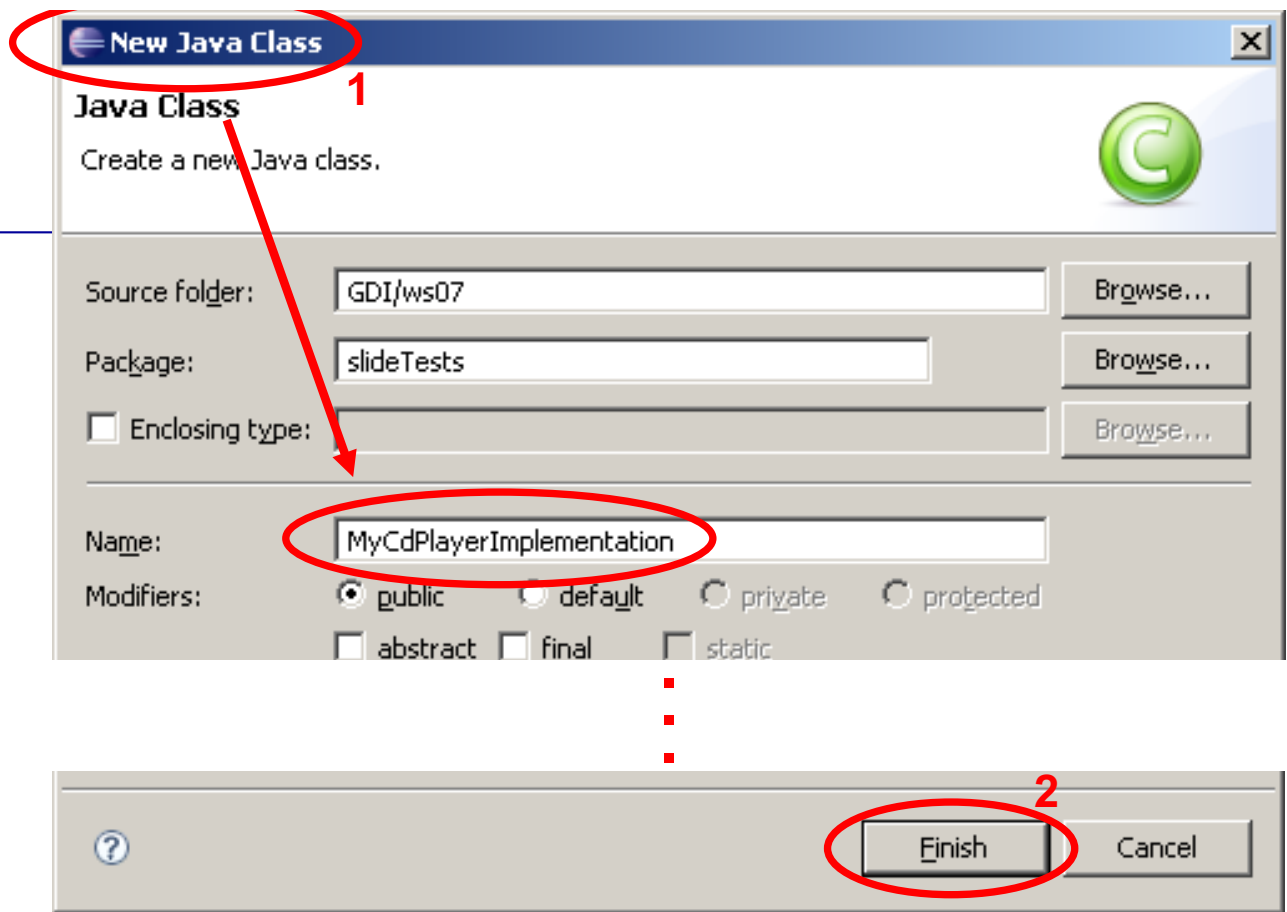 New Java Class
1
Java Class
Create a new Java class.
C
Source folder: GDI/ws07 Browse...
Package: slideTests Browse...
Enclosing type: Browse...
Name: MyCdPlayerImplementation
Modifiers: public default private protected
abstract final static
2
? Finish Cancel